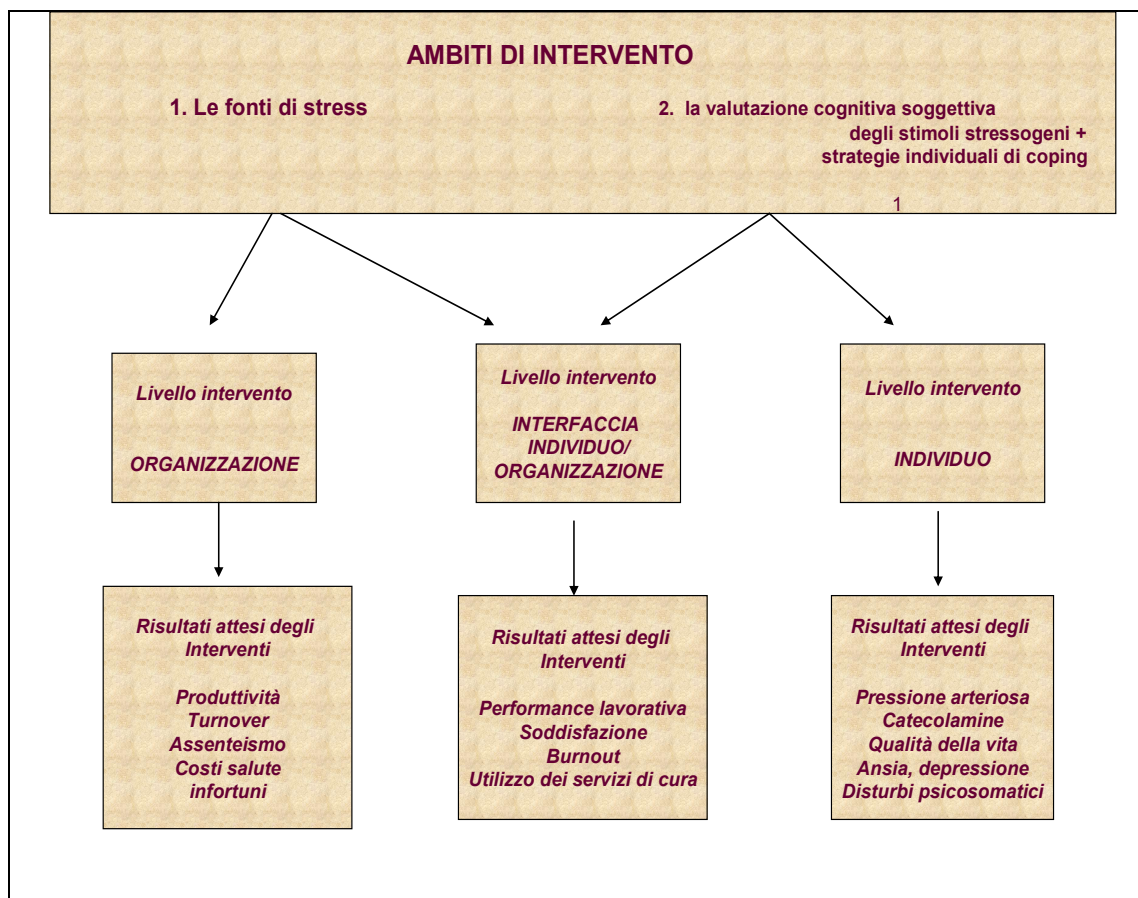 AMBITI DI INTERVENTO
1. Le fonti di stress
2. la valutazione cognitiva soggettiva
degli stimoli stressogeni +
strategie individuali di coping
1
Livello intervento
ORGANIZZAZIONE
Livello intervento
INTERFACCIA
INDIVIDUO/
ORGANIZZAZIONE
Livello intervento
INDIVIDUO
Risultati attesi degli
Interventi
Produttività
Turnover
Assenteismo
Costi salute
infortuni
Risultati attesi degli
Interventi
Performance lavorativa
Soddisfazione
Burnout
Utilizzo dei servizi di cura
Risultati attesi degli
Interventi
Pressione arteriosa
Catecolamine
Qualità della vita
Ansia, depressione
Disturbi psicosomatici